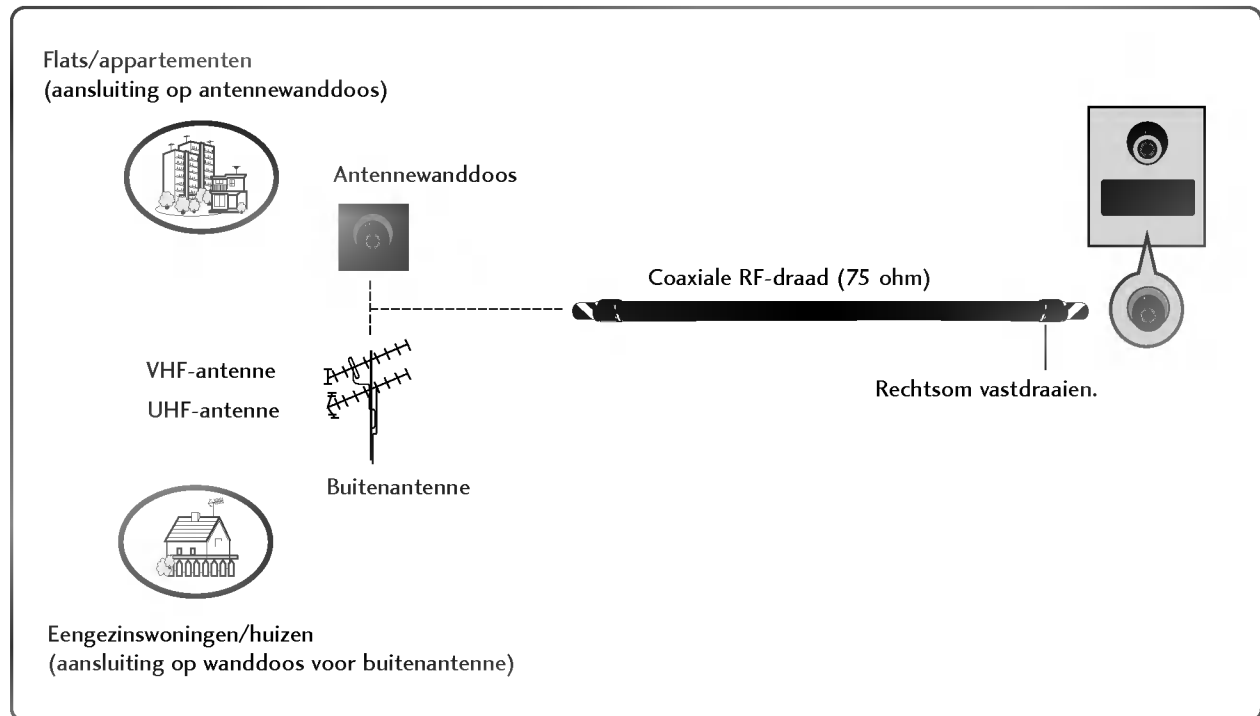 Flats/appartementen
(aansluiting op antennewanddoos)
Antennewanddoos
Coaxiale RF-draad (75 ohm)
Rechtsom vastdraaien.
VHF-antenne
UHF-antenne
Buitenantenne
Eengezinswoningen/huizen
(aansluiting op wanddoos voor buitenantenne)